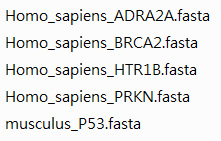 Homo_sapiens_ADRA2A.fasta
Homo_sapiens_BRCA2.fasta
Homo_sapiens_HTR1B.fasta
Homo_sapiens_PRKN.fasta
musculus_P53.fasta